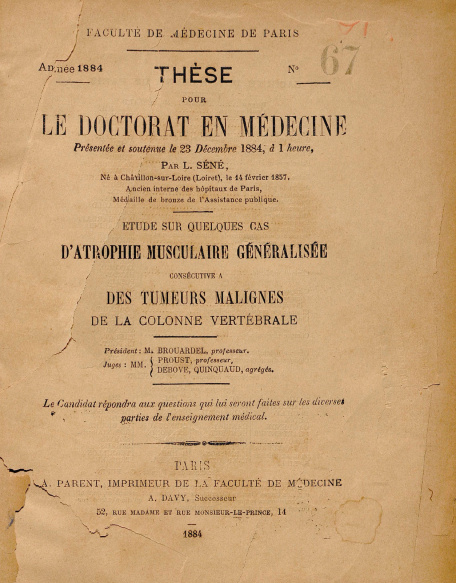 FACULTÉ DE MÉDECINE DE PARIS
71
Année 1884 THÈSE N° 67
POUR
LE DOCTORAT EN MÉDECINE
Présentée et soutenue le 23 Décembre 1884, à 1 heure,
PAR L. SÉNÉ,
Né à Châtillon-sur-Loire (Loiret), le 14 février 1857.
Ancien interne des hôpitaux de Paris,
Médaille de bronze de l'Assistance publique.
ETUDE SUR QUELQUES CAS
D'ATROPHIE MUSCULAIRE GÉNÉRALISÉE
CONSÉCUTIVE A
DES TUMEURS MALIGNES
DE LA COLONNE VERTÉBRALE
Président : M. BROUARDEL, professeur.
Juges : MM. { PROUST, professeur,
DEBOVE, QUINQUAUD, agrégés.
Le Candidat répondra aux questions qui lui seront faites sur les diverses
parties de l'enseignement médical.
PARIS
A. PARENT, IMPRIMEUR DE LA FACULTÉ DE MÉDECINE
A. DAVY, Successeur
52, RUE MADAME ET RUE MONSIEUR-LE-PRINCE, 14
1884